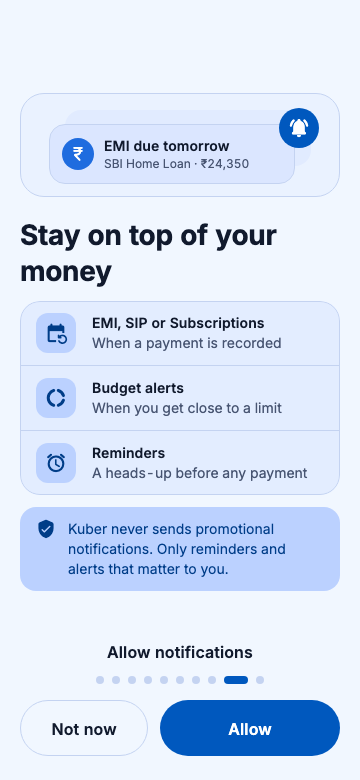 EMI due tomorrow
SBI Home Loan · ₹24,350
Stay on top of your
money
EMI, SIP or Subscriptions
When a payment is recorded
Budget alerts
When you get close to a limit
Reminders
A heads-up before any payment
Kuber never sends promotional
notifications. Only reminders and
alerts that matter to you.
Allow notifications
Not now
Allow